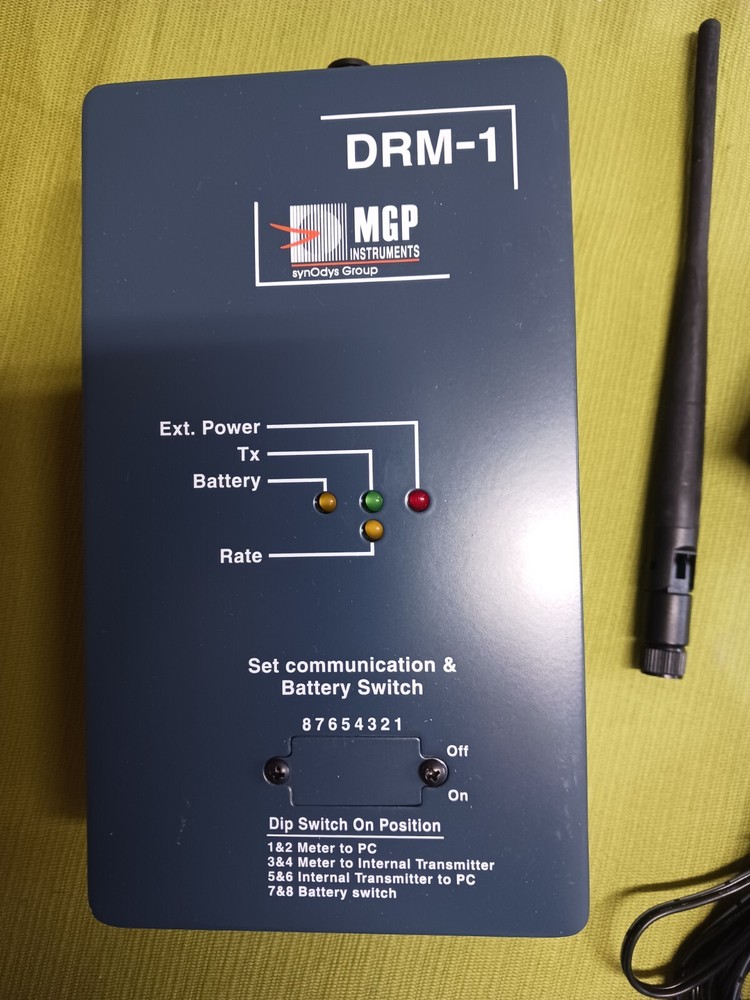 DRM-1
MGP
INSTRUMENTS
synOdys Group
Ext. Power
Tx
Battery
Rate
Set communication &
Battery Switch
87654321
Off
On
Dip Switch On Position
1&2 Meter to PC
3&4 Meter to Internal Transmitter
5&6 Internal Transmitter to PC
7&8 Battery switch